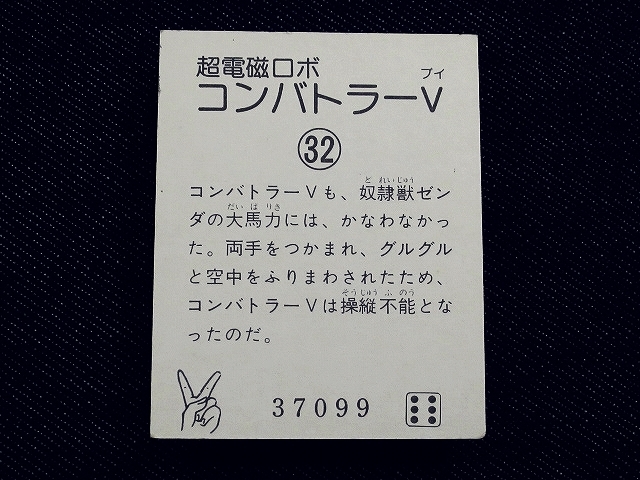 超電磁ロボ
ブイ
コンバトラーV
32
コンバトラーVも、奴隷獣ゼン
ダの大馬力には、かなわなかっ
た。両手をつかまれ、グルグル
と空中をふりまわされたため、
コンバトラーVは操縦不能とな
ったのだ。
37099